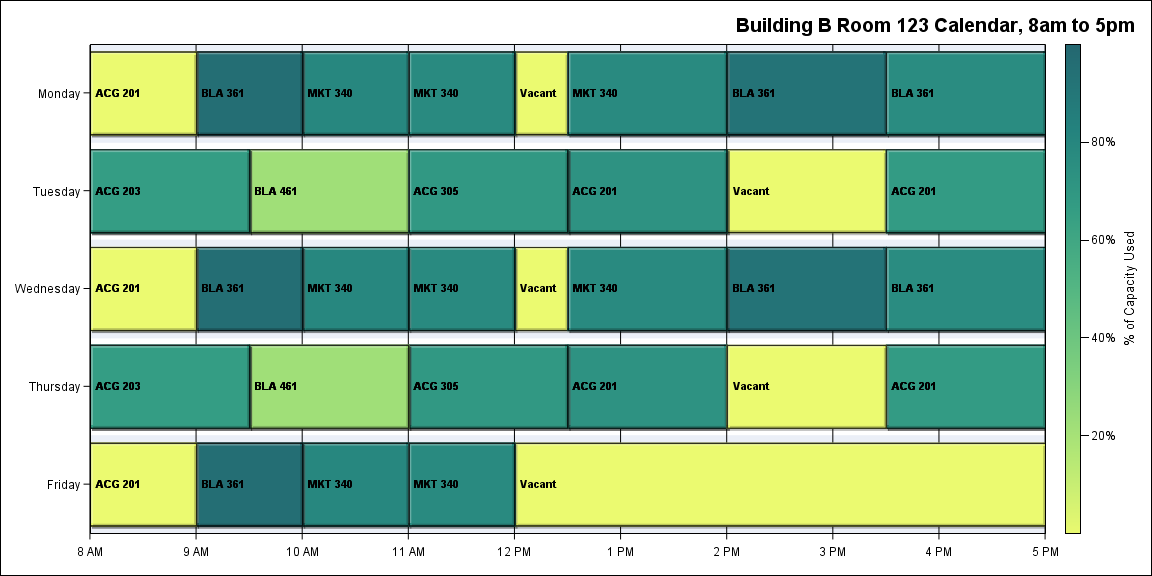 Building B Room 123 Calendar, 8am to 5pm
Monday
ACG 201
BLA 361
MKT 340
MKT 340
Vacant
MKT 340
BLA 361
BLA 361
Tuesday
ACG 203
BLA 461
ACG 305
ACG 201
Vacant
ACG 201
Wednesday
ACG 201
BLA 361
MKT 340
MKT 340
Vacant
MKT 340
BLA 361
BLA 361
Thursday
ACG 203
BLA 461
ACG 305
ACG 201
Vacant
ACG 201
Friday
ACG 201
BLA 361
MKT 340
MKT 340
Vacant
8 AM
9 AM
10 AM
11 AM
12 PM
1 PM
2 PM
3 PM
4 PM
5 PM
80%
60%
40%
20%
% of Capacity Used